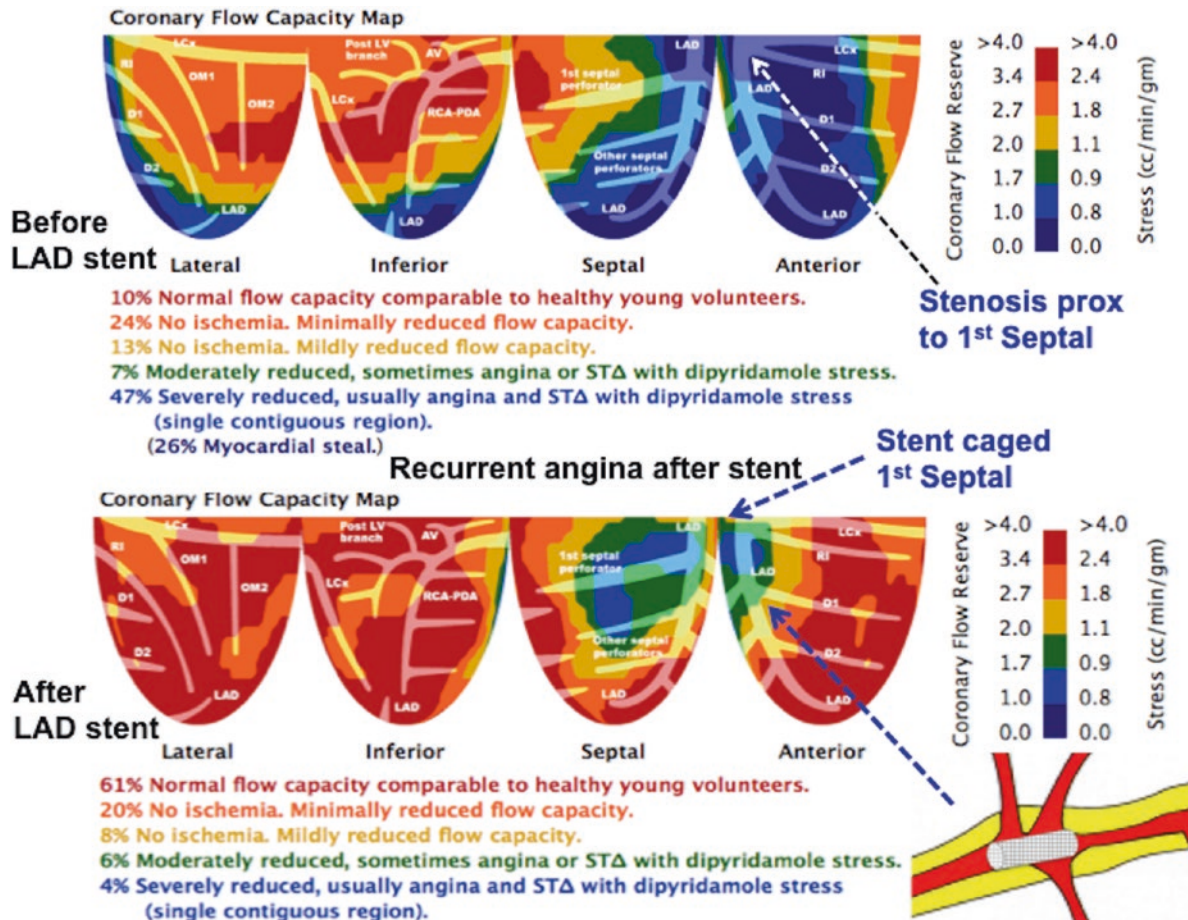 Coronary Flow Capacity Map
LCx
RI
OM1
OM2
D1
D2
LAD
Post LV
branch
AV
LCx
RCA-PDA
LAD
LAD
1st septal
perforator
Other septal
perforators
LAD
LCx
RI
LAD
D1
D2
LAD
Coronary Flow Reserve
>4.0
3.4
2.7
2.0
1.7
1.0
0.0
>4.0
2.4
1.8
1.1
0.9
0.8
0.0
Stress (cc/min/gm)
Before
LAD stent
Lateral
Inferior
Septal
Anterior
Stenosis prox
to 1st Septal
10% Normal flow capacity comparable to healthy young volunteers.
24% No ischemia. Minimally reduced flow capacity.
13% No ischemia. Mildly reduced flow capacity.
7% Moderately reduced, sometimes angina or STΔ with dipyridamole stress.
47% Severely reduced, usually angina and STΔ with dipyridamole stress
(single contiguous region).
(26% Myocardial steal.)
Recurrent angina after stent
Stent caged
1st Septal
Coronary Flow Capacity Map
LCx
RI
OM1
OM2
D1
D2
LAD
Post LV
branch
AV
LCx
RCA-PDA
LAD
LAD
1st septal
perforator
Other septal
perforators
LAD
LCx
RI
LAD
D1
D2
LAD
Coronary Flow Reserve
>4.0
3.4
2.7
2.0
1.7
1.0
0.0
>4.0
2.4
1.8
1.1
0.9
0.8
0.0
Stress (cc/min/gm)
After
LAD stent
Lateral
Inferior
Septal
Anterior
61% Normal flow capacity comparable to healthy young volunteers.
20% No ischemia. Minimally reduced flow capacity.
8% No ischemia. Mildly reduced flow capacity.
6% Moderately reduced, sometimes angina or STΔ with dipyridamole stress.
4% Severely reduced, usually angina and STΔ with dipyridamole stress
(single contiguous region).